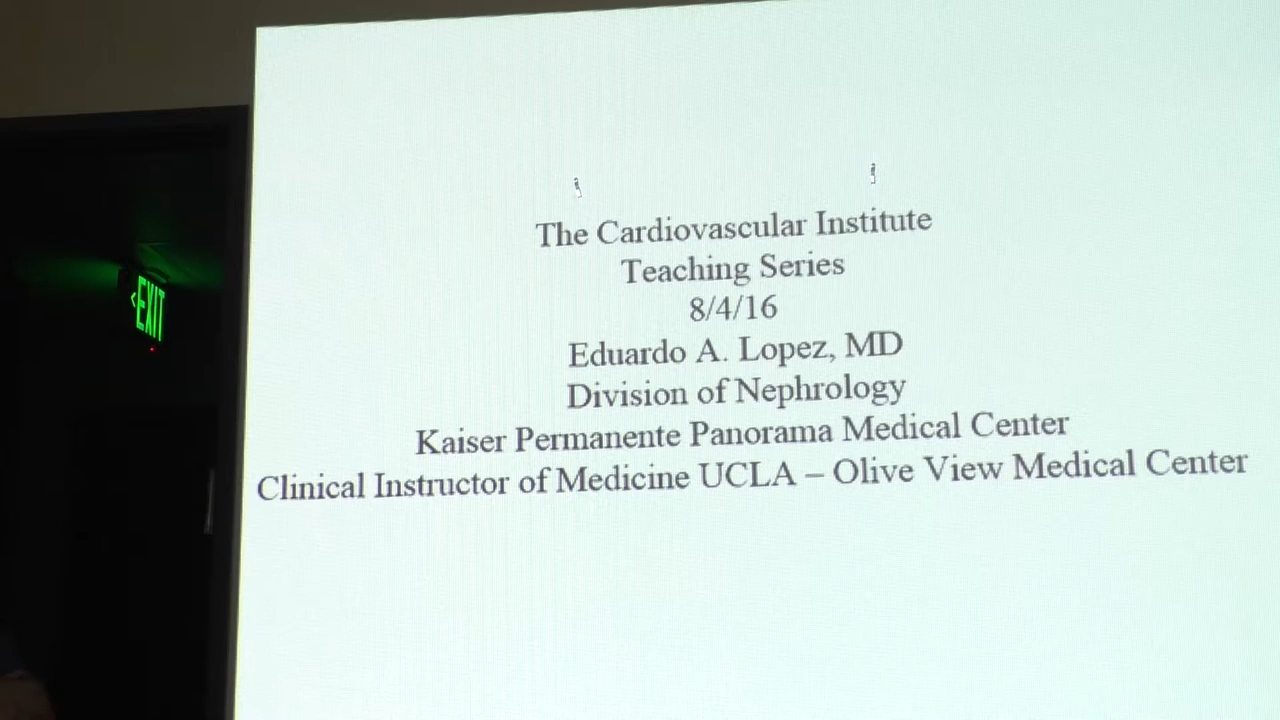 The Cardiovascular Institute
Teaching Series
8/4/16
Eduardo A. Lopez, MD
Division of Nephrology
Kaiser Permanente Panorama Medical Center
Clinical Instructor of Medicine UCLA – Olive View Medical Center
<EXIT